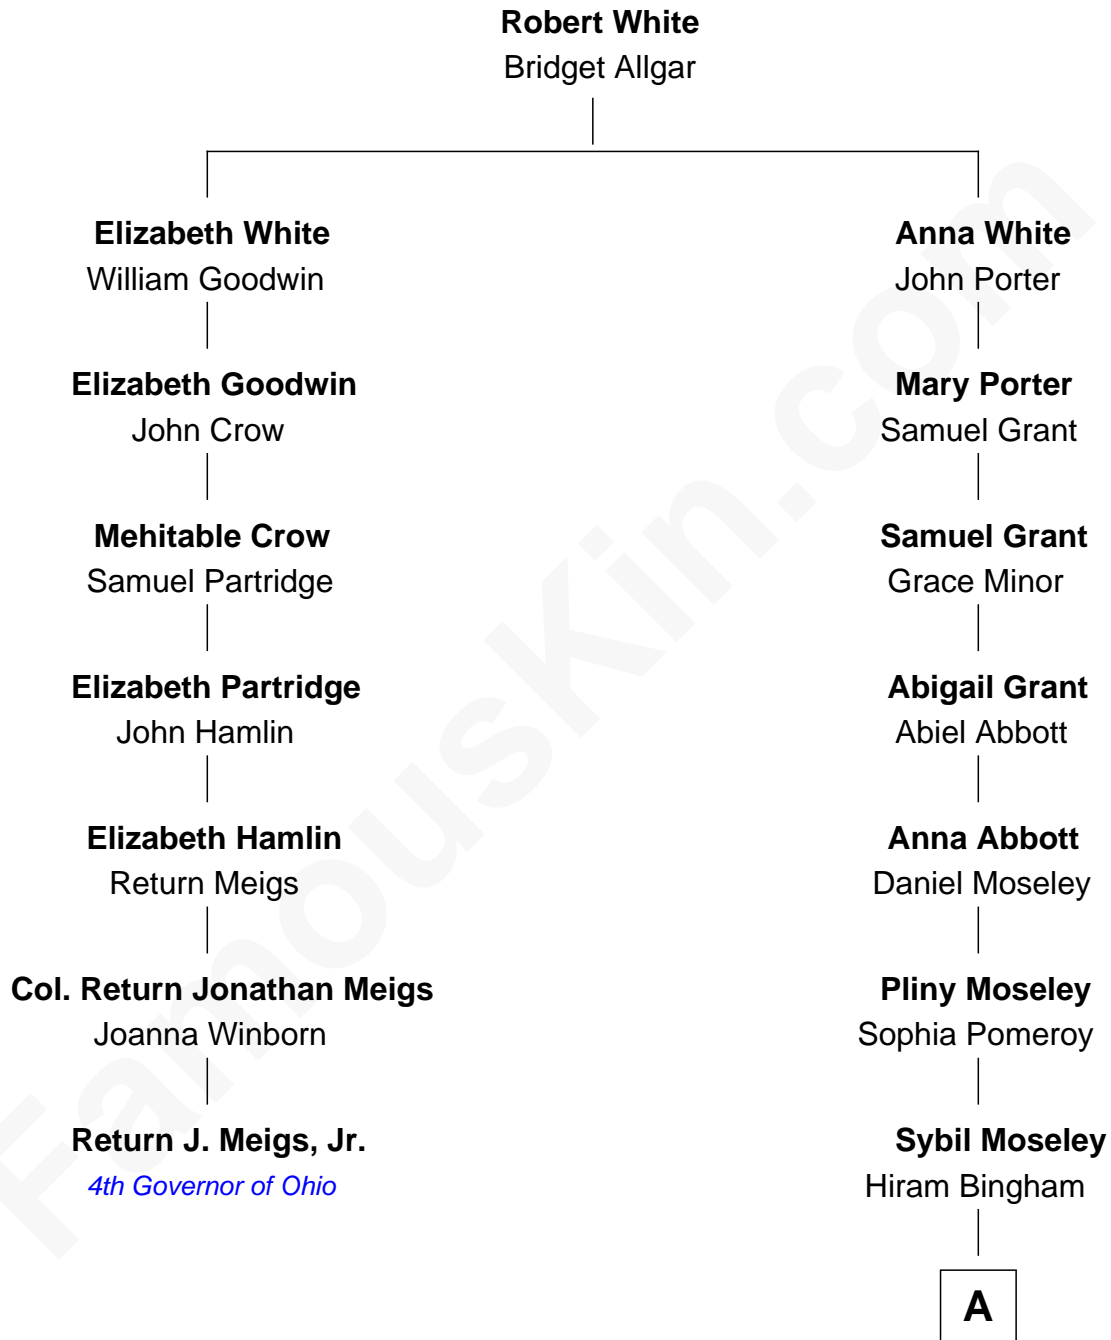 Robert White
Bridget Allgar
Elizabeth White
William Goodwin
Anna White
John Porter
Elizabeth Goodwin
John Crow
Mary Porter
Samuel Grant
Mehitable Crow
Samuel Partridge
Samuel Grant
Grace Minor
Elizabeth Partridge
John Hamlin
Abigail Grant
Abiel Abbott
Elizabeth Hamlin
Return Meigs
Anna Abbott
Daniel Moseley
Col. Return Jonathan Meigs
Joanna Winborn
Pliny Moseley
Sophia Pomeroy
Return J. Meigs, Jr.
4th Governor of Ohio
Sybil Moseley
Hiram Bingham
A
FamousKin.com